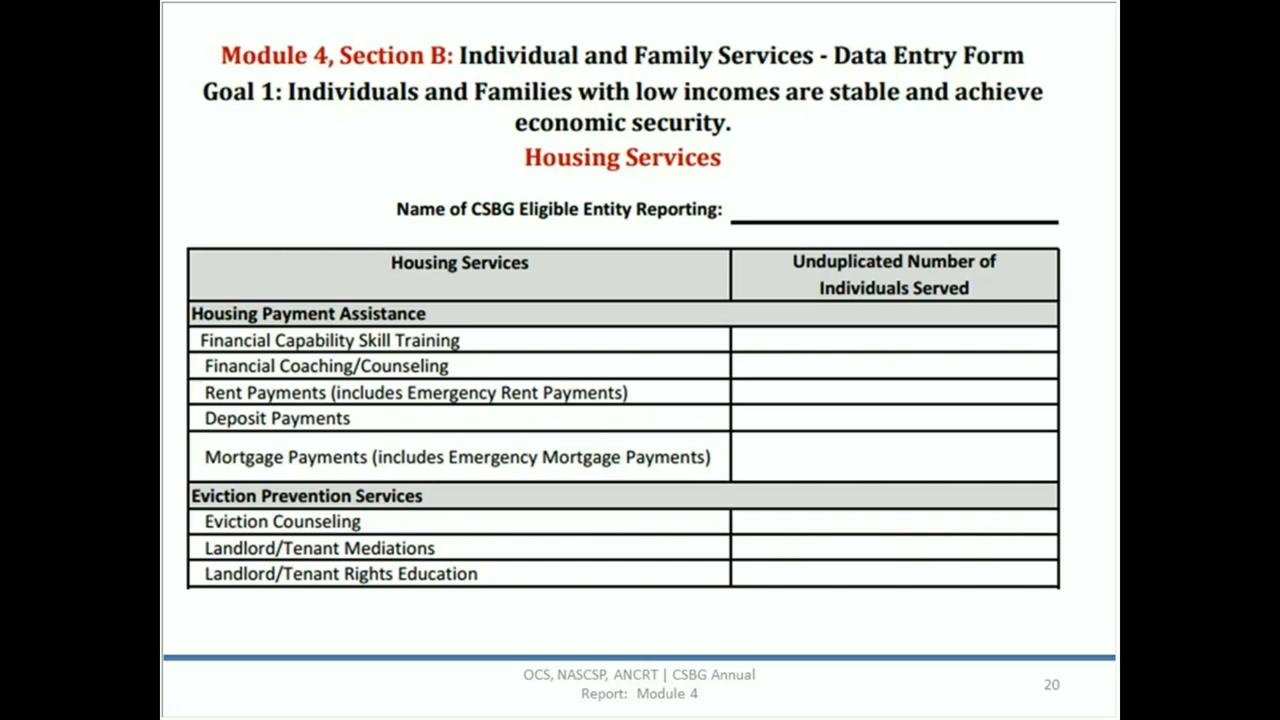 Module 4, Section B: Individual and Family Services - Data Entry Form
Goal 1: Individuals and Families with low incomes are stable and achieve
economic security.
Housing Services
Name of CSBG Eligible Entity Reporting:
Housing Services
Unduplicated Number of
Individuals Served
Housing Payment Assistance
Financial Capability Skill Training
Financial Coaching/Counseling
Rent Payments (includes Emergency Rent Payments)
Deposit Payments
Mortgage Payments (includes Emergency Mortgage Payments)
Eviction Prevention Services
Eviction Counseling
Landlord/Tenant Mediations
Landlord/Tenant Rights Education
OCS, NASCSP, ANCRT | CSBG Annual
Report: Module 4
20